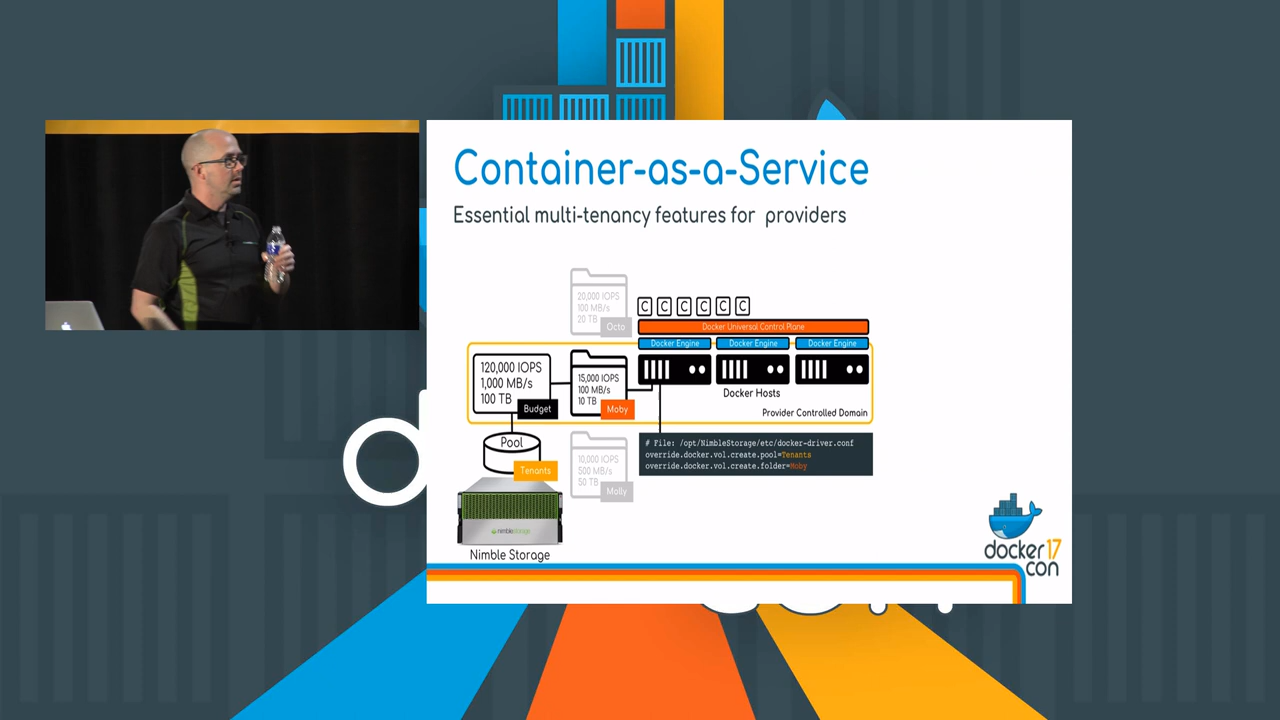 Container-as-a-Service
Essential multi-tenancy features for providers
20,000 IOPS
100 MB/s
20 TB
Octo
C C C C C C
Docker Universal Control Plane
Docker Engine Docker Engine Docker Engine
120,000 IOPS
1,000 MB/s
100 TB
Budget
15,000 IOPS
100 MB/s
10 TB
Moby
Docker Hosts
Provider Controlled Domain
Pool
Tenants
10,000 IOPS
500 MB/s
50 TB
Molly
# File: /opt/NimbleStorage/etc/docker-driver.conf
override.docker.vol.create.pool=Tenants
override.docker.vol.create.folder=Moby
nimblestorage
Nimble Storage
docker 17
con